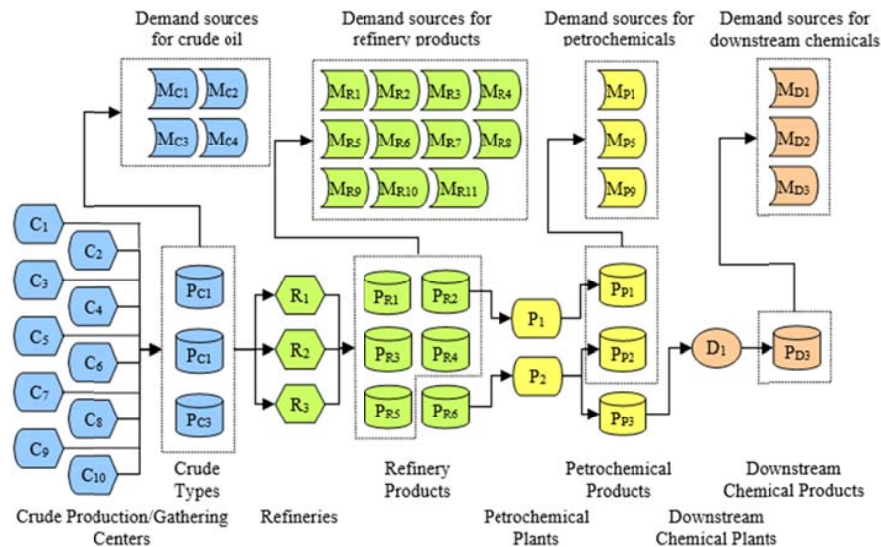 Demand sources for crude oil
Demand sources for refinery products
Demand sources for petrochemicals
Demand sources for downstream chemicals
MC1 MC2
MC3 MC4
MR1 MR2 MR3 MR4
MR5 MR6 MR7 MR8
MR9 MR10 MR11
MP1
MP5
MP9
MD1
MD2
MD3
C1
C2
C3
C4
C5
C6
C7
C8
C9
C10
PC1
PC1
PC3
R1
R2
R3
PR1 PR2
PR3 PR4
PR5 PR6
P1
P2
PP1
PP2
PP3
D1
PD3
Crude Types
Refinery Products
Petrochemical Products
Downstream Chemical Products
Crude Production/Gathering Centers
Refineries
Petrochemical Plants
Downstream Chemical Plants